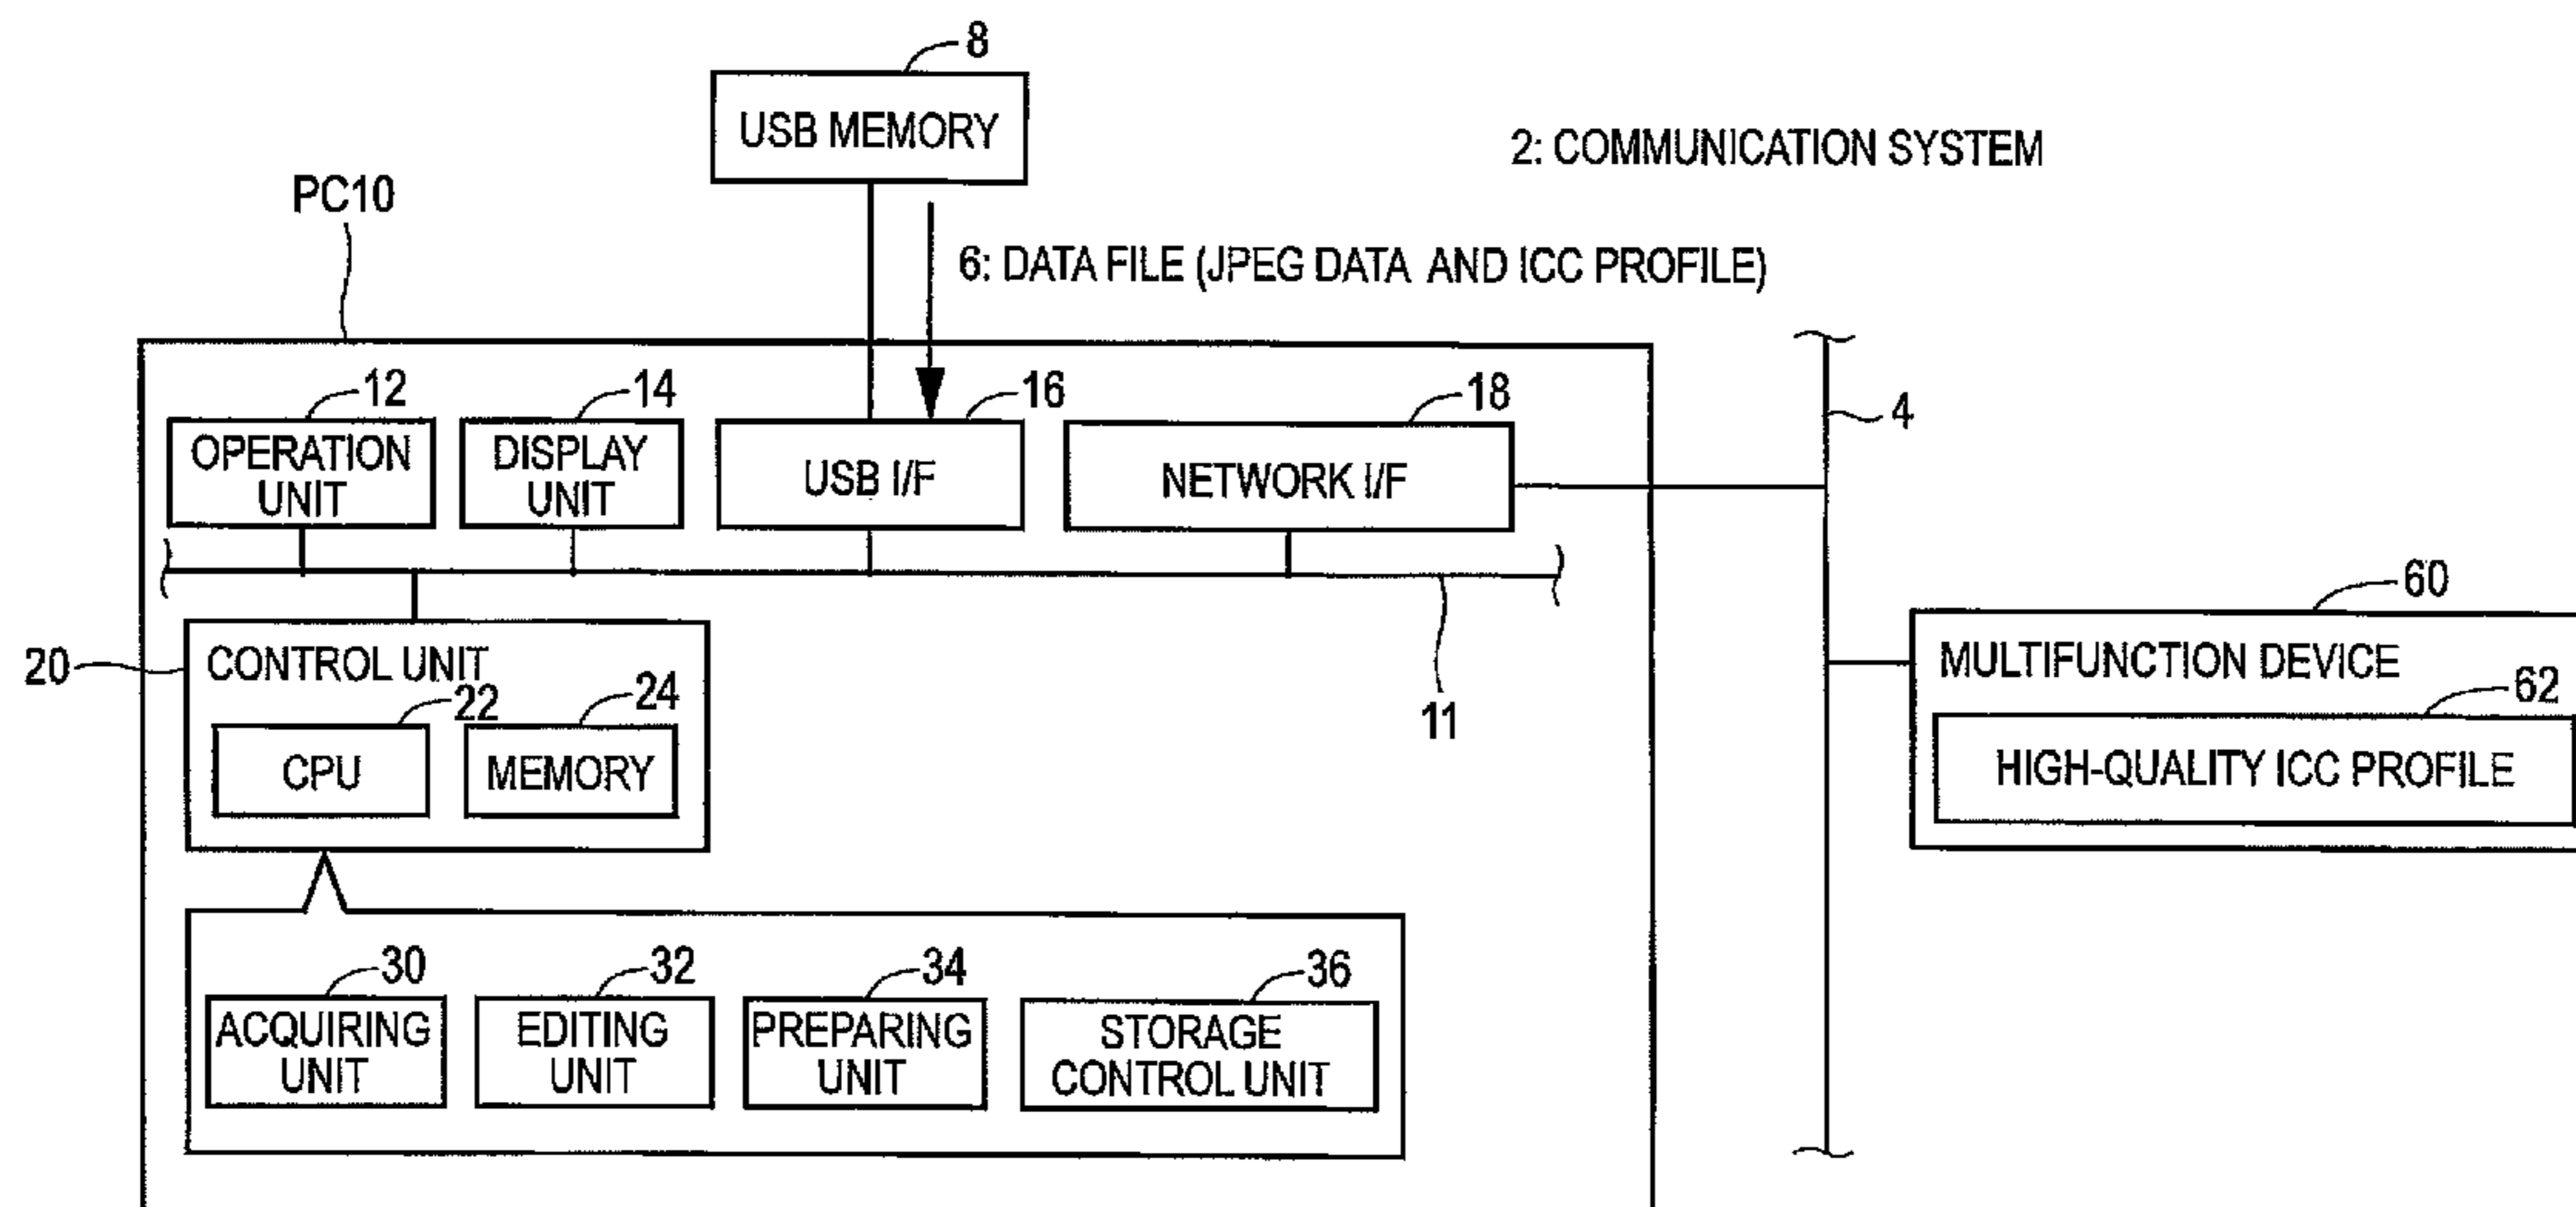 8
USB MEMORY
2: COMMUNICATION SYSTEM
PC10
6: DATA FILE (JPEG DATA AND ICC PROFILE)
12
14
16
18
4
OPERATION
UNIT
DISPLAY
UNIT
USB I/F
NETWORK I/F
11
20
CONTROL UNIT
22
24
CPU
MEMORY
60
MULTIFUNCTION DEVICE
62
HIGH-QUALITY ICC PROFILE
30
32
34
36
ACQUIRING
UNIT
EDITING
UNIT
PREPARING
UNIT
STORAGE
CONTROL UNIT